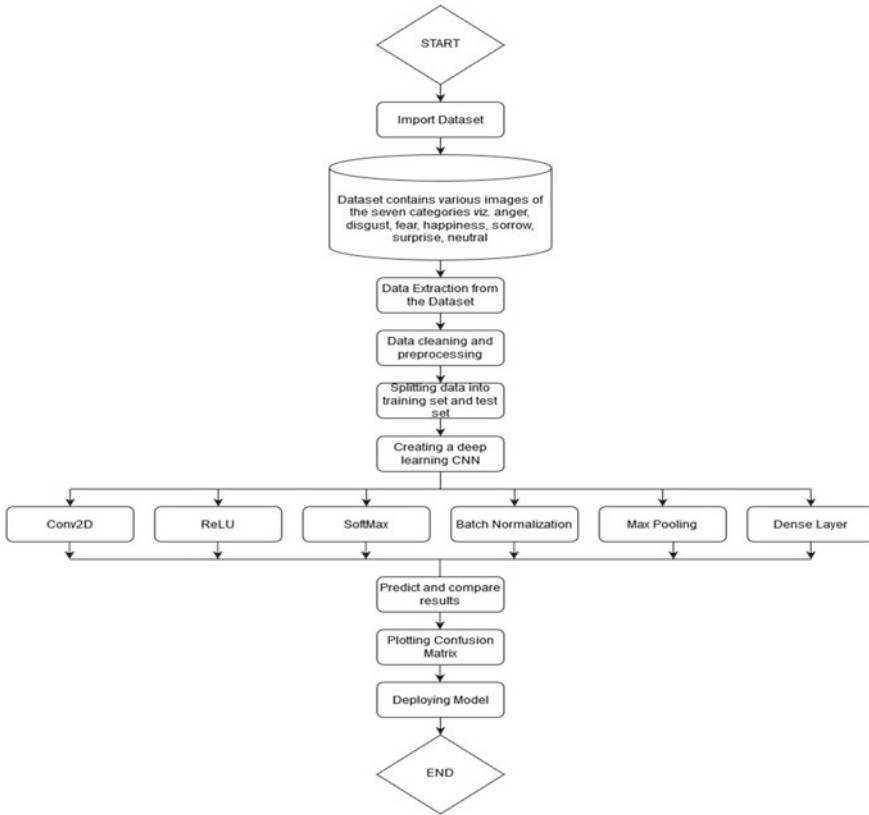 START
Import Dataset
Dataset contains various images of
the seven categories viz. anger,
disgust, fear, happiness, sorrow,
surprise, neutral
Data Extraction from
the Dataset
Data cleaning and
preprocessing
Splitting data into
training set and test
set
Creating a deep
learning CNN
Conv2D
ReLU
SoftMax
Batch Normalization
Max Pooling
Dense Layer
Predict and compare
results
Plotting Confusion
Matrix
Deploying Model
END